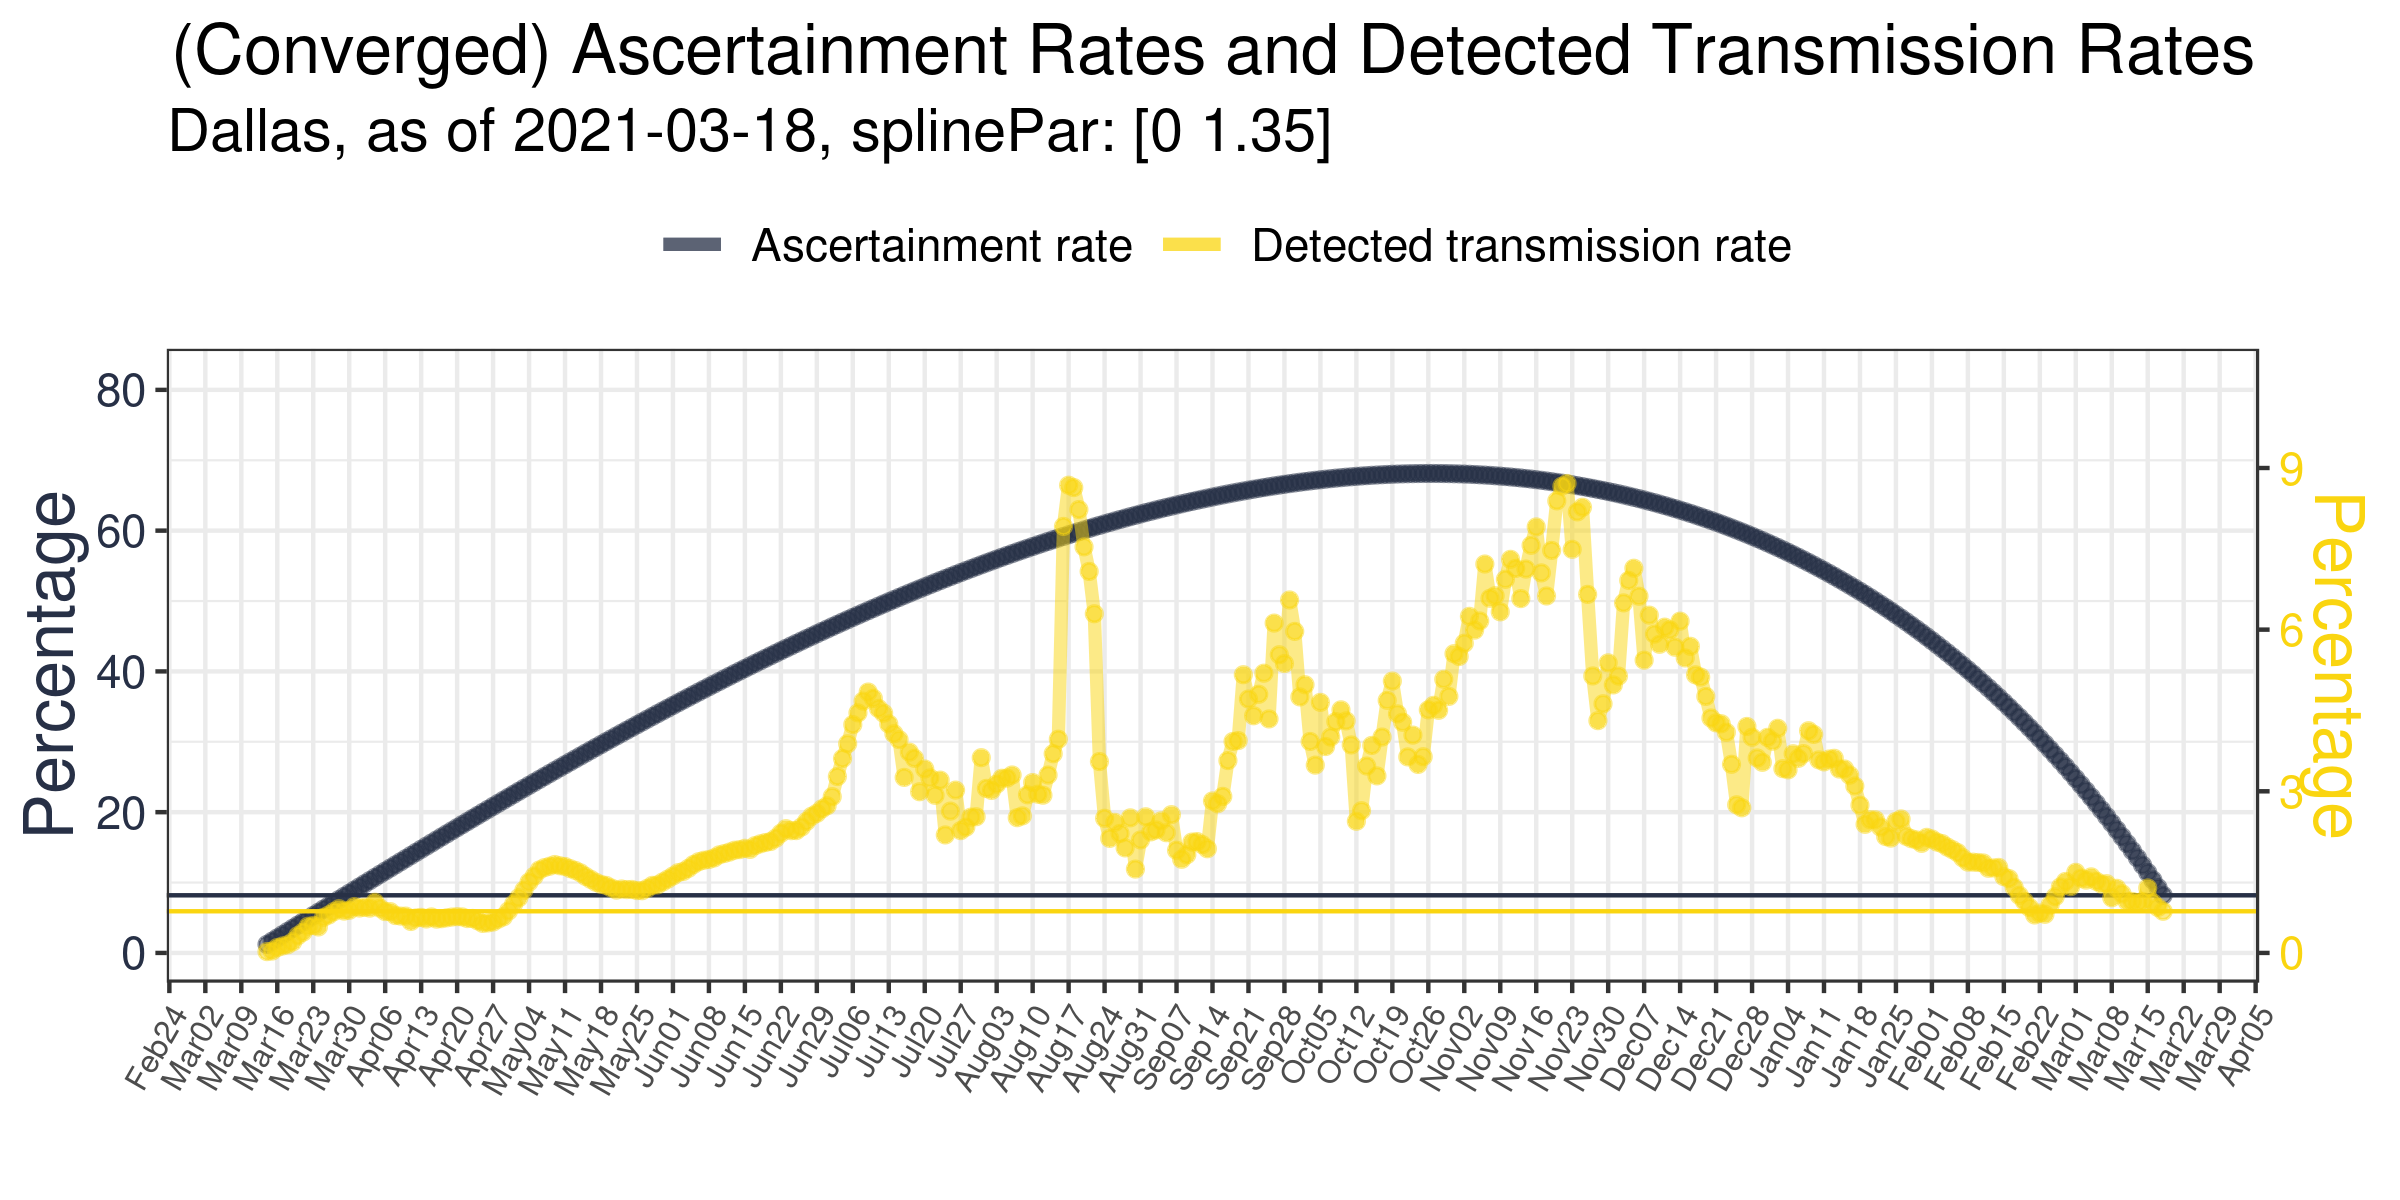 (Converged) Ascertainment Rates and Detected Transmission Rates
Dallas, as of 2021-03-18, splinePar: [0 1.35]
Ascertainment rate Detected transmission rate
Percentage
80
60
40
20
0
9
6
3
0
Percentage
Feb24 Mar02 Mar09 Mar16 Mar23 Mar30 Apr06 Apr13 Apr20 Apr27 May04 May11 May18 May25 Jun01 Jun08 Jun15 Jun22 Jun29 Jul06 Jul13 Jul20 Jul27 Aug03 Aug10 Aug17 Aug24 Aug31 Sep07 Sep14 Sep21 Sep28 Oct05 Oct12 Oct19 Oct26 Nov02 Nov09 Nov16 Nov23 Nov30 Dec07 Dec14 Dec21 Dec28 Jan04 Jan11 Jan18 Jan25 Feb01 Feb08 Feb15 Feb22 Mar01 Mar08 Mar15 Mar22 Mar29 Apr05